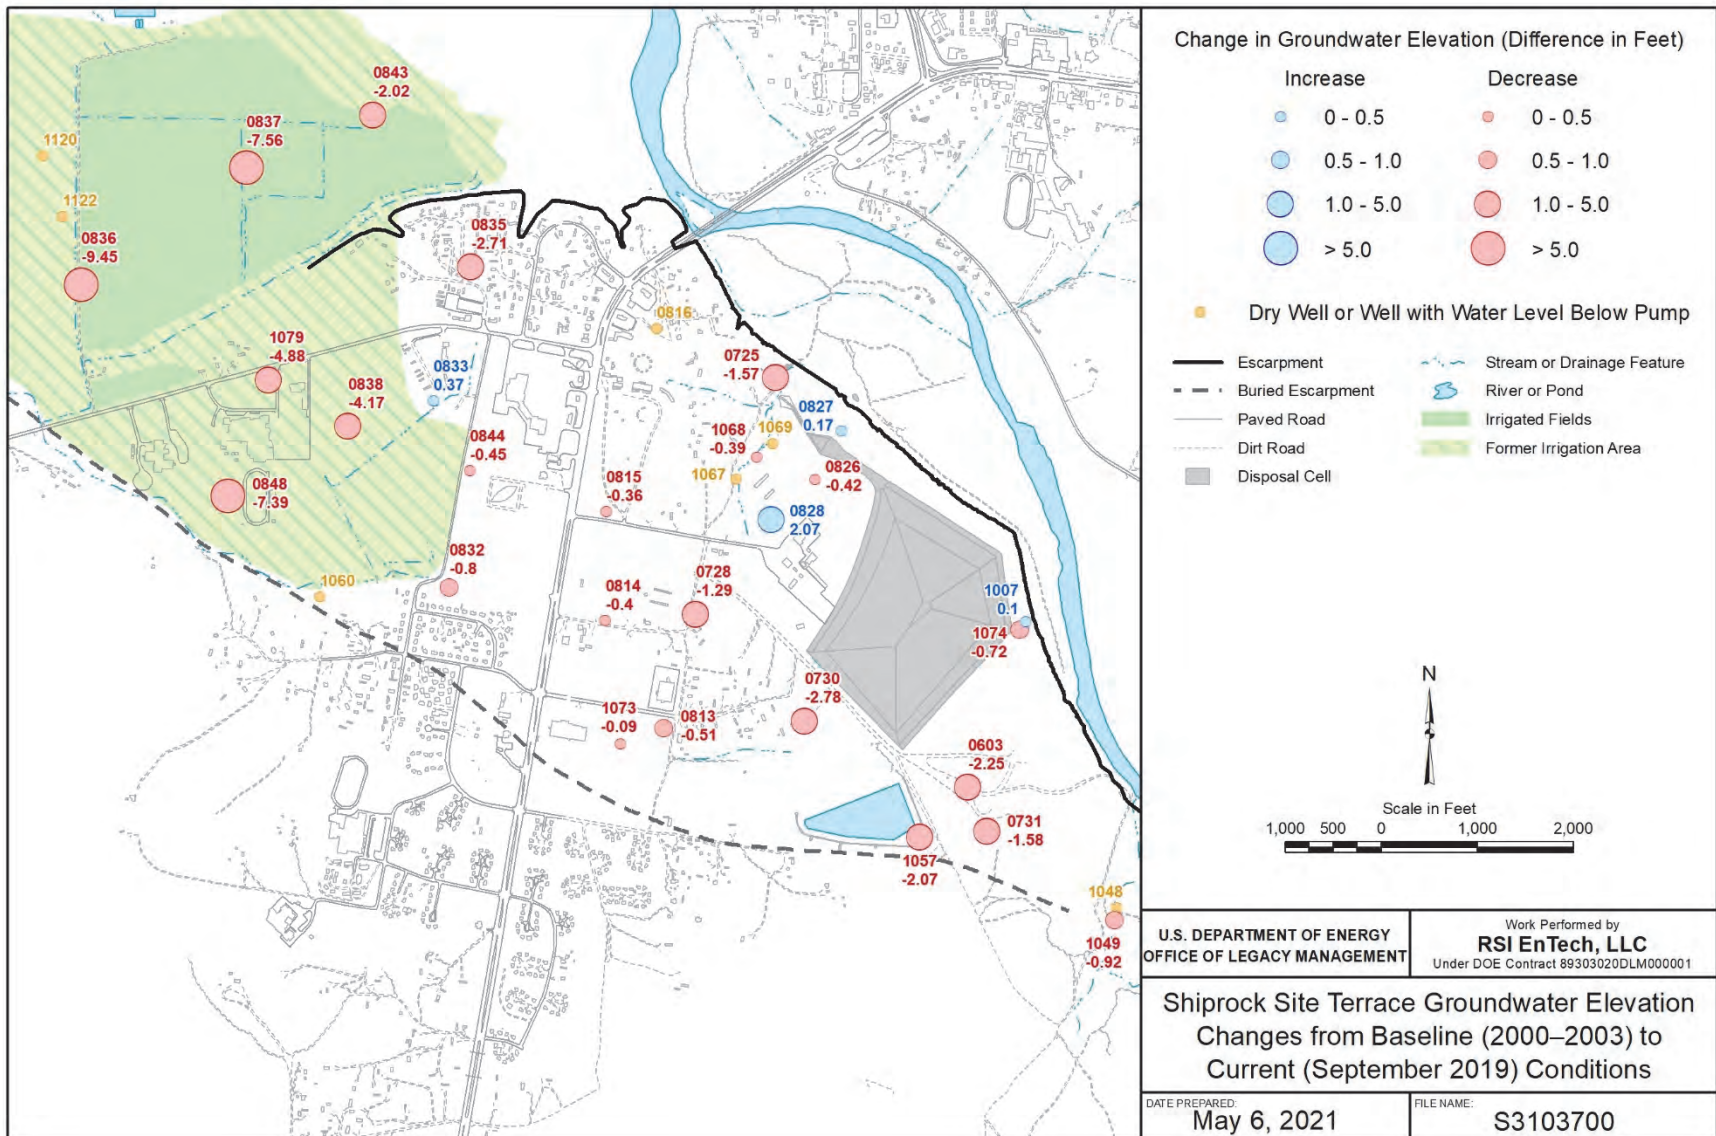 0843
-2.02
0837
-7.56
1120
1122
0836
-9.45
0835
-2.71
0816
1079
-4.88
0833
0.37
0838
-4.17
0725
-1.57
0827
0.17
1068
-0.39
1069
0844
-0.45
0826
-0.42
1067
0815
-0.36
0848
-7.39
0828
2.07
0832
-0.8
0728
-1.29
1060
0814
-0.4
1007
0.1
1074
-0.72
0730
-2.78
1073
-0.09
0813
-0.51
0603
-2.25
0731
-1.58
1057
-2.07
1048
1049
-0.92
Change in Groundwater Elevation (Difference in Feet)
Increase Decrease
0 - 0.5 0 - 0.5
0.5 - 1.0 0.5 - 1.0
1.0 - 5.0 1.0 - 5.0
> 5.0 > 5.0
Dry Well or Well with Water Level Below Pump
Escarpment Stream or Drainage Feature
Buried Escarpment River or Pond
Paved Road Irrigated Fields
Dirt Road Former Irrigation Area
Disposal Cell
N
Scale in Feet
1,000 500 0 1,000 2,000
U.S. DEPARTMENT OF ENERGY
OFFICE OF LEGACY MANAGEMENT
Work Performed by
RSI EnTech, LLC
Under DOE Contract 89303020DLM000001
Shiprock Site Terrace Groundwater Elevation
Changes from Baseline (2000–2003) to
Current (September 2019) Conditions
DATE PREPARED:
May 6, 2021
FILE NAME:
S3103700